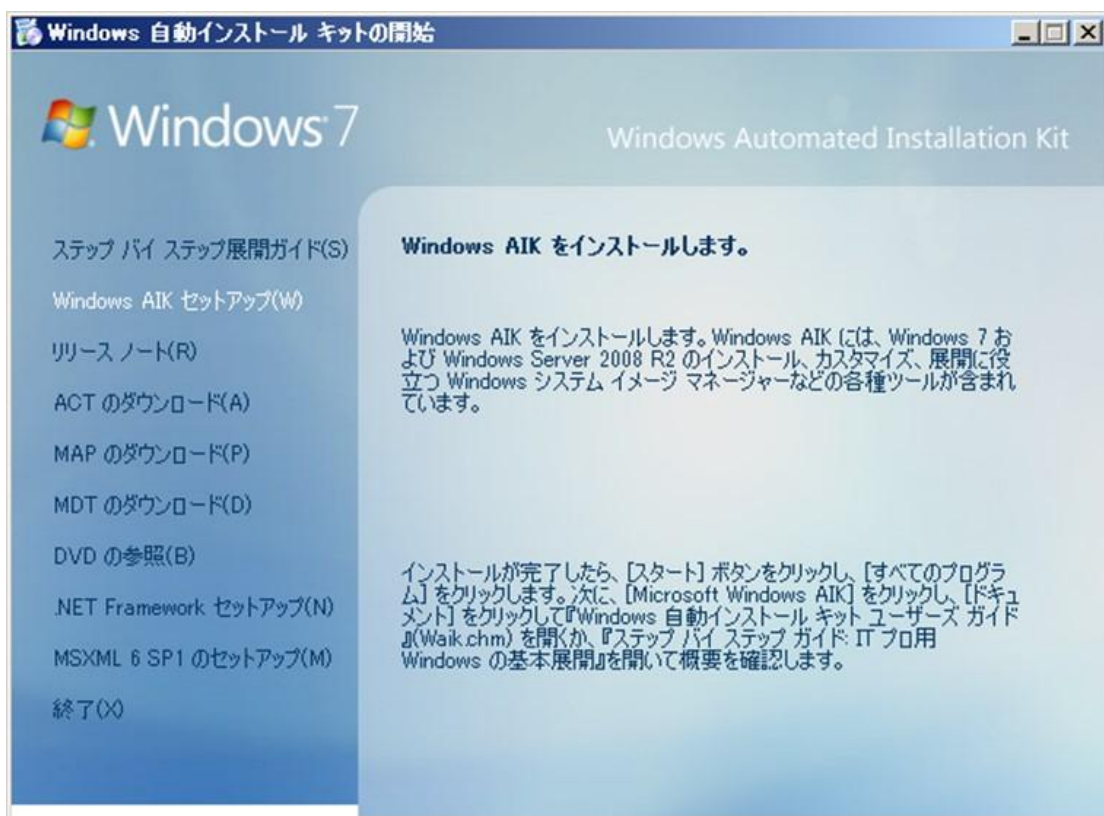 Windows 自動インストール キットの開始
Windows 7
Windows Automated Installation Kit
ステップ バイ ステップ展開ガイド(S)
Windows AIK セットアップ(W)
リリース ノート(R)
ACT のダウンロード(A)
MAP のダウンロード(P)
MDT のダウンロード(D)
DVD の参照(B)
.NET Framework セットアップ(N)
MSXML 6 SP1 のセットアップ(M)
終了(X)
Windows AIK をインストールします。
Windows AIK をインストールします。Windows AIK には、Windows 7 お
よび Windows Server 2008 R2 のインストール、カスタマイズ、展開に役
立つ Windows システム イメージ マネージャーなどの各種ツールが含まれ
ています。
インストールが完了したら、[スタート] ボタンをクリックし、[すべてのプログラ
ム] をクリックします。次に、[Microsoft Windows AIK] をクリックし、[ドキュ
メント] をクリックして『Windows 自動インストール キット ユーザーズ ガイド
』(Waik.chm) を開くか、『ステップ バイ ステップ ガイド: IT プロ用
Windows の基本展開』を開いて概要を確認します。